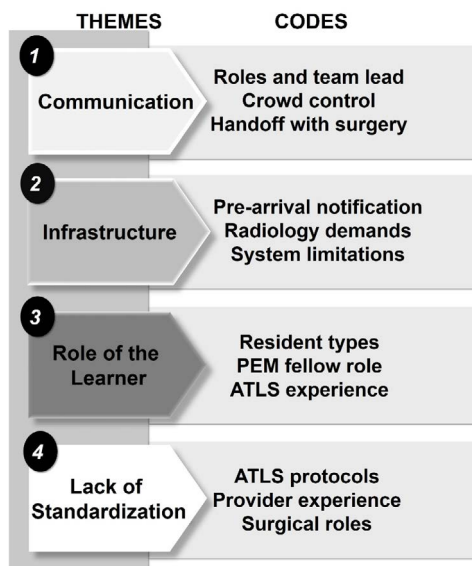 THEMES CODES
1
Communication
Roles and team lead
Crowd control
Handoff with surgery
2
Infrastructure
Pre-arrival notification
Radiology demands
System limitations
3
Role of the
Learner
Resident types
PEM fellow role
ATLS experience
4
Lack of
Standardization
ATLS protocols
Provider experience
Surgical roles